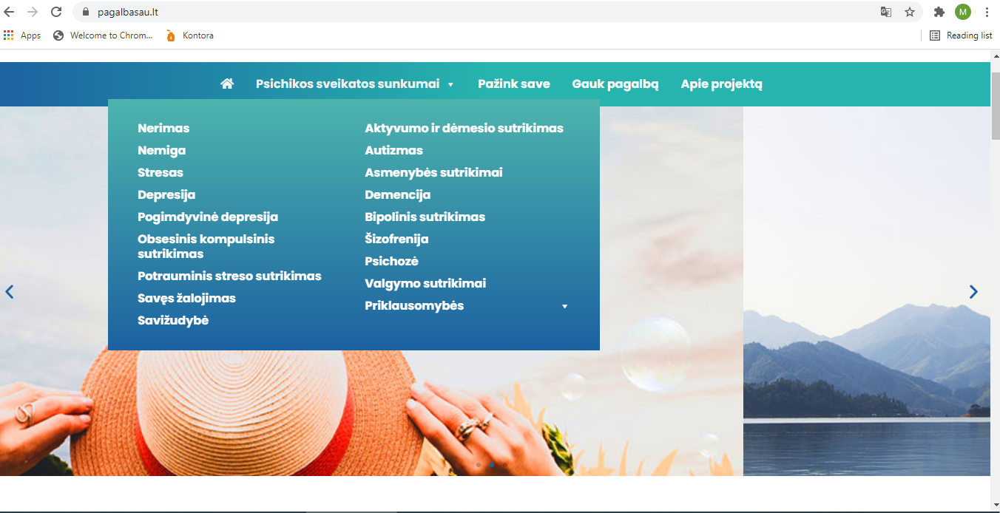 pagalbasau.lt
M
Apps
Welcome to Chrom...
Kontora
Reading list
Psichikos sveikatos sunkumai
Pažink save
Gauk pagalbą
Apie projektą
Nerimas
Nemiga
Stresas
Depresija
Pogimdyvinė depresija
Obsesinis kompulsinis
sutrikimas
Potrauminis streso sutrikimas
Savęs žalojimas
Savižudybė
Aktyvumo ir dėmesio sutrikimas
Autizmas
Asmenybės sutrikimai
Demencija
Bipolinis sutrikimas
Šizofrenija
Psichozė
Valgymo sutrikimai
Priklausomybės